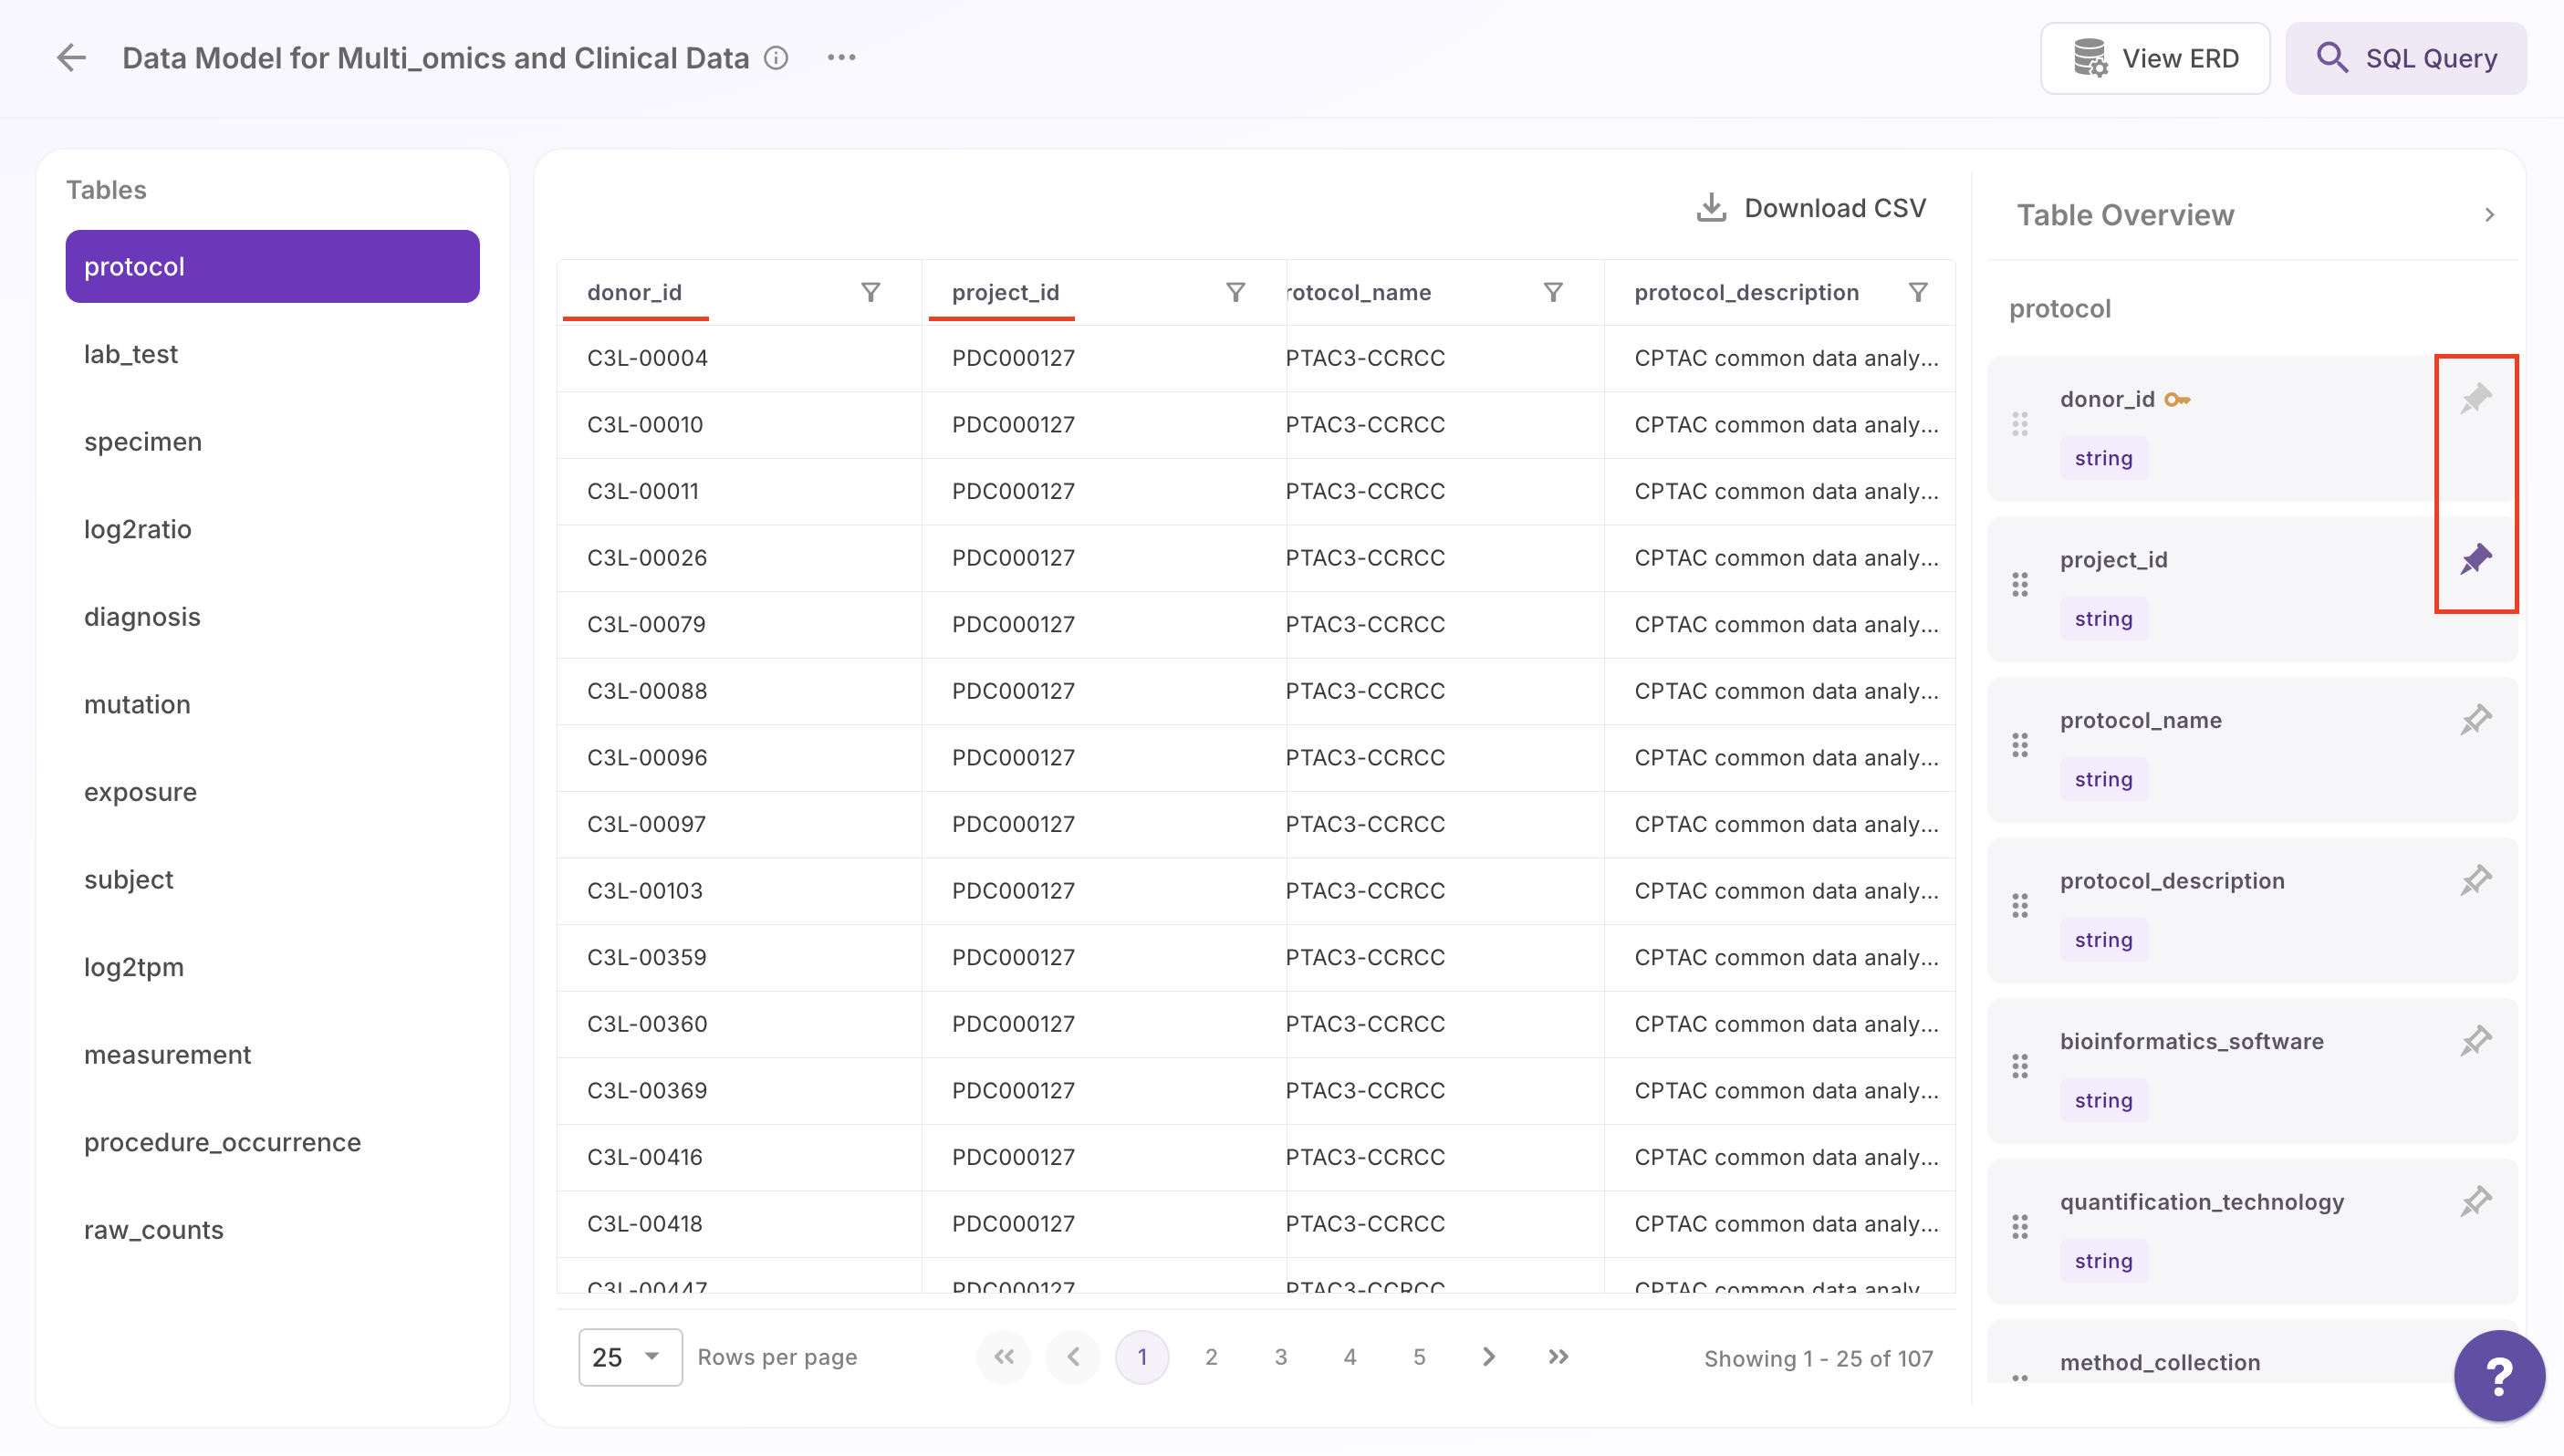 Data Model for Multi_omics and Clinical Data
View ERD
SQL Query
Tables
protocol
lab_test
specimen
log2ratio
diagnosis
mutation
exposure
subject
log2tpm
measurement
procedure_occurrence
raw_counts
Download CSV
donor_id project_id rotocol_name protocol_description
C3L-00004 PDC000127 PTAC3-CCRCC CPTAC common data analy...
C3L-00010 PDC000127 PTAC3-CCRCC CPTAC common data analy...
C3L-00011 PDC000127 PTAC3-CCRCC CPTAC common data analy...
C3L-00026 PDC000127 PTAC3-CCRCC CPTAC common data analy...
C3L-00079 PDC000127 PTAC3-CCRCC CPTAC common data analy...
C3L-00088 PDC000127 PTAC3-CCRCC CPTAC common data analy...
C3L-00096 PDC000127 PTAC3-CCRCC CPTAC common data analy...
C3L-00097 PDC000127 PTAC3-CCRCC CPTAC common data analy...
C3L-00103 PDC000127 PTAC3-CCRCC CPTAC common data analy...
C3L-00359 PDC000127 PTAC3-CCRCC CPTAC common data analy...
C3L-00360 PDC000127 PTAC3-CCRCC CPTAC common data analy...
C3L-00369 PDC000127 PTAC3-CCRCC CPTAC common data analy...
C3L-00416 PDC000127 PTAC3-CCRCC CPTAC common data analy...
C3L-00418 PDC000127 PTAC3-CCRCC CPTAC common data analy...
C3L-00447 PDC000127 PTAC3-CCRCC CPTAC common data analy...
25 Rows per page
1 2 3 4 5
Showing 1 - 25 of 107
Table Overview
protocol
donor_id
string
project_id
string
protocol_name
string
protocol_description
string
bioinformatics_software
string
quantification_technology
string
method_collection
?